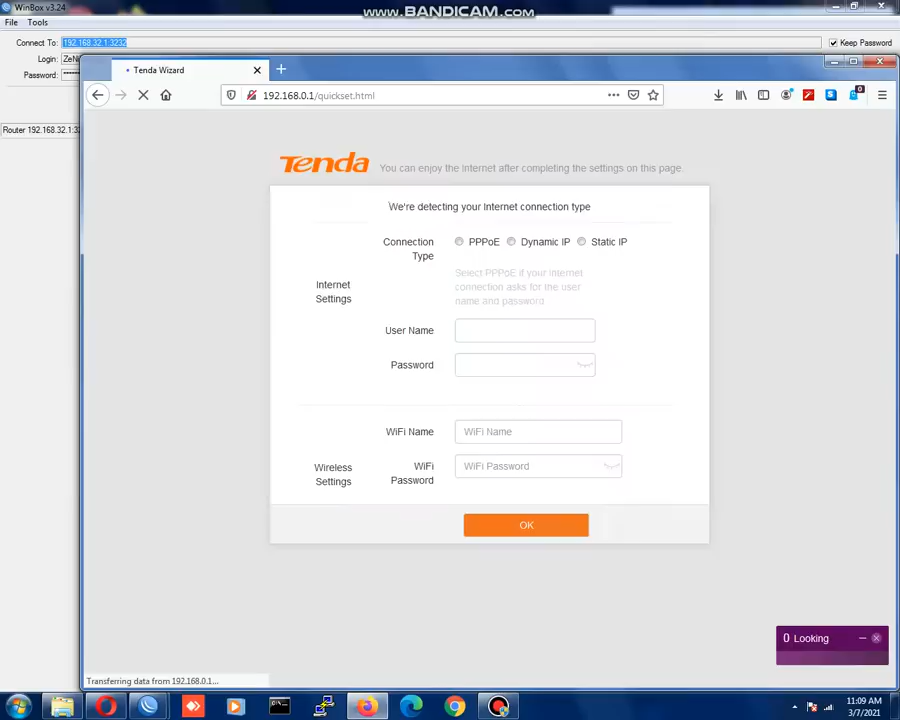 WinBox v3.24
WWW.BANDICAM.COM
File Tools
Connect To: 192.168.32.1:3232
Keep Password
Login:
Password:
Tenda Wizard
192.168.0.1/quickset.html
0
Router 192.168.32.1:32
Tenda You can enjoy the Internet after completing the settings on this page.
We're detecting your Internet connection type
Connection Type
PPPoE Dynamic IP Static IP
Select PPPoE if your internet
connection asks for the user
name and password
Internet
Settings
User Name
Password
WiFi Name WiFi Name
Wireless
Settings
WiFi
Password
WiFi Password
OK
0 Looking
Transferring data from 192.168.0.1...
11:09 AM
3/7/2021